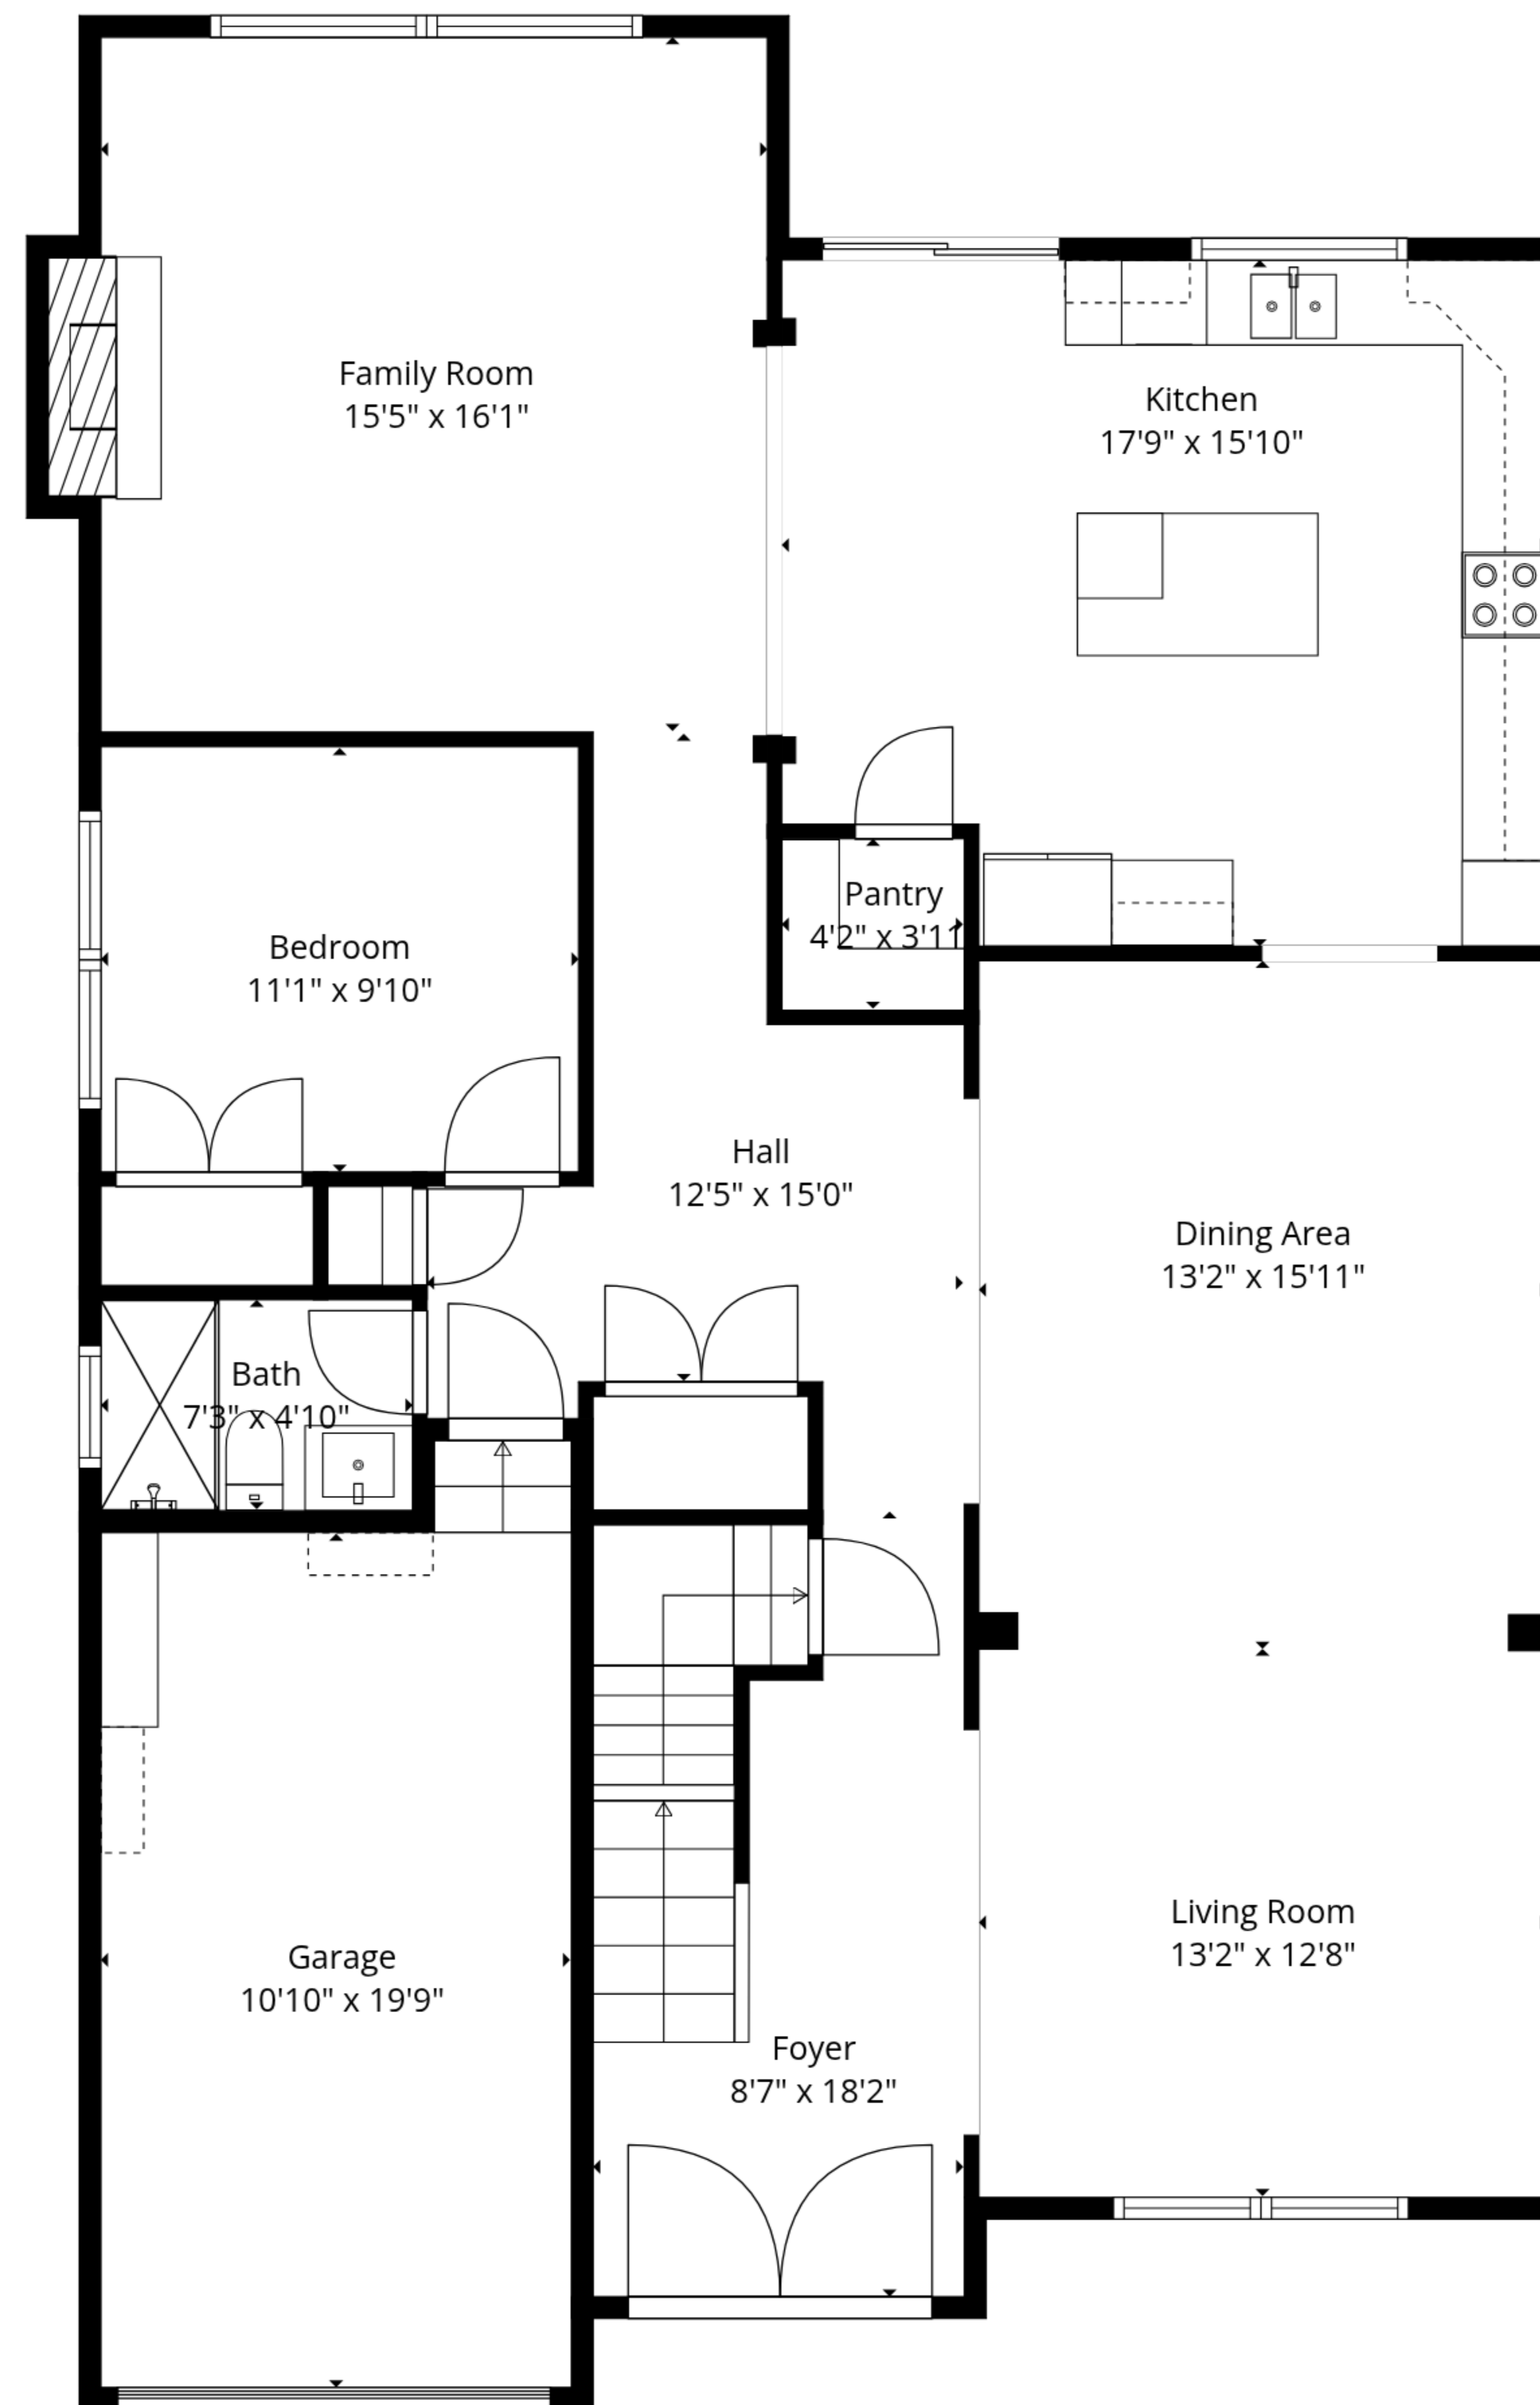 Family Room
15'5" x 16'1"
Kitchen
17'9" x 15'10"
Pantry
4'2" x 3'11
Bedroom
11'1" x 9'10"
Hall
12'5" x 15'0"
Dining Area
13'2" x 15'11"
Bath
7'3" x 4'10"
Living Room
13'2" x 12'8"
Garage
10'10" x 19'9"
Foyer
8'7" x 18'2"